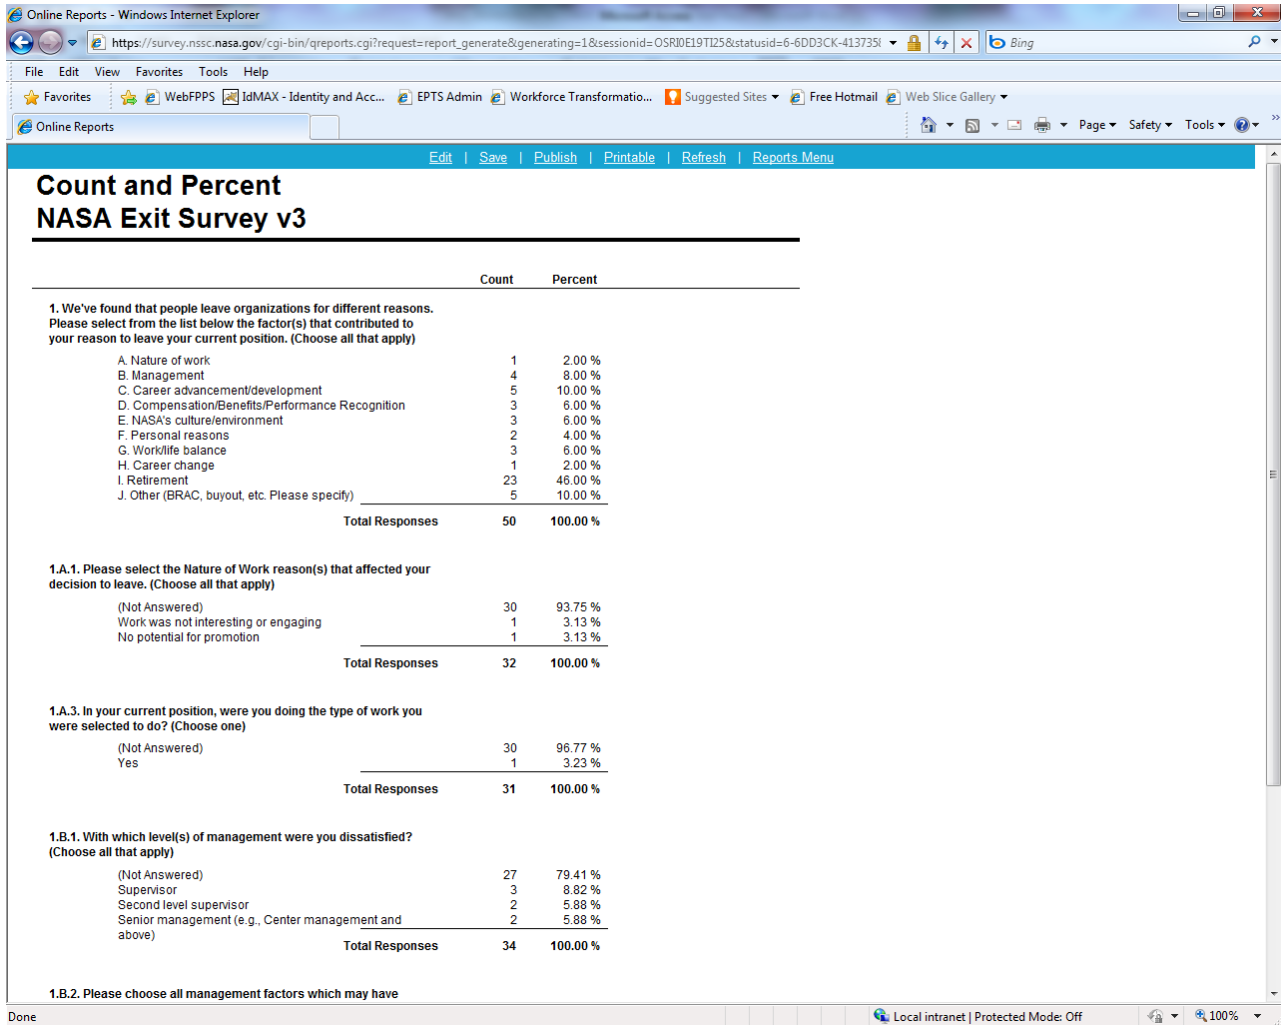 Online Reports - Windows Internet Explorer
https://survey.nssc.nasa.gov/cgi-bin/qreports.cgi?request=report_generate&generating=1&sessionid=OSRI0E19TI25&statusid=6-6DD3CK-413735
Bing
File Edit View Favorites Tools Help
Favorites WebFPPS IdMAX - Identity and Acc... EPTS Admin Workforce Transformatio... Suggested Sites Free Hotmail Web Slice Gallery
Online Reports Page Safety Tools
Edit | Save | Publish | Printable | Refresh | Reports Menu
Count and Percent
NASA Exit Survey v3
Count Percent
1. We've found that people leave organizations for different reasons.
Please select from the list below the factor(s) that contributed to
your reason to leave your current position. (Choose all that apply)
A. Nature of work 1 2.00 %
B. Management 4 8.00 %
C. Career advancement/development 5 10.00 %
D. Compensation/Benefits/Performance Recognition 3 6.00 %
E. NASA's culture/environment 3 6.00 %
F. Personal reasons 2 4.00 %
G. Work/life balance 3 6.00 %
H. Career change 1 2.00 %
I. Retirement 23 46.00 %
J. Other (BRAC, buyout, etc. Please specify) 5 10.00 %
Total Responses 50 100.00 %
1.A.1. Please select the Nature of Work reason(s) that affected your
decision to leave. (Choose all that apply)
(Not Answered) 30 93.75 %
Work was not interesting or engaging 1 3.13 %
No potential for promotion 1 3.13 %
Total Responses 32 100.00 %
1.A.3. In your current position, were you doing the type of work you
were selected to do? (Choose one)
(Not Answered) 30 96.77 %
Yes 1 3.23 %
Total Responses 31 100.00 %
1.B.1. With which level(s) of management were you dissatisfied?
(Choose all that apply)
(Not Answered) 27 79.41 %
Supervisor 3 8.82 %
Second level supervisor 2 5.88 %
Senior management (e.g., Center management and 2 5.88 %
above)
Total Responses 34 100.00 %
1.B.2. Please choose all management factors which may have
Done Local intranet | Protected Mode: Off 100%